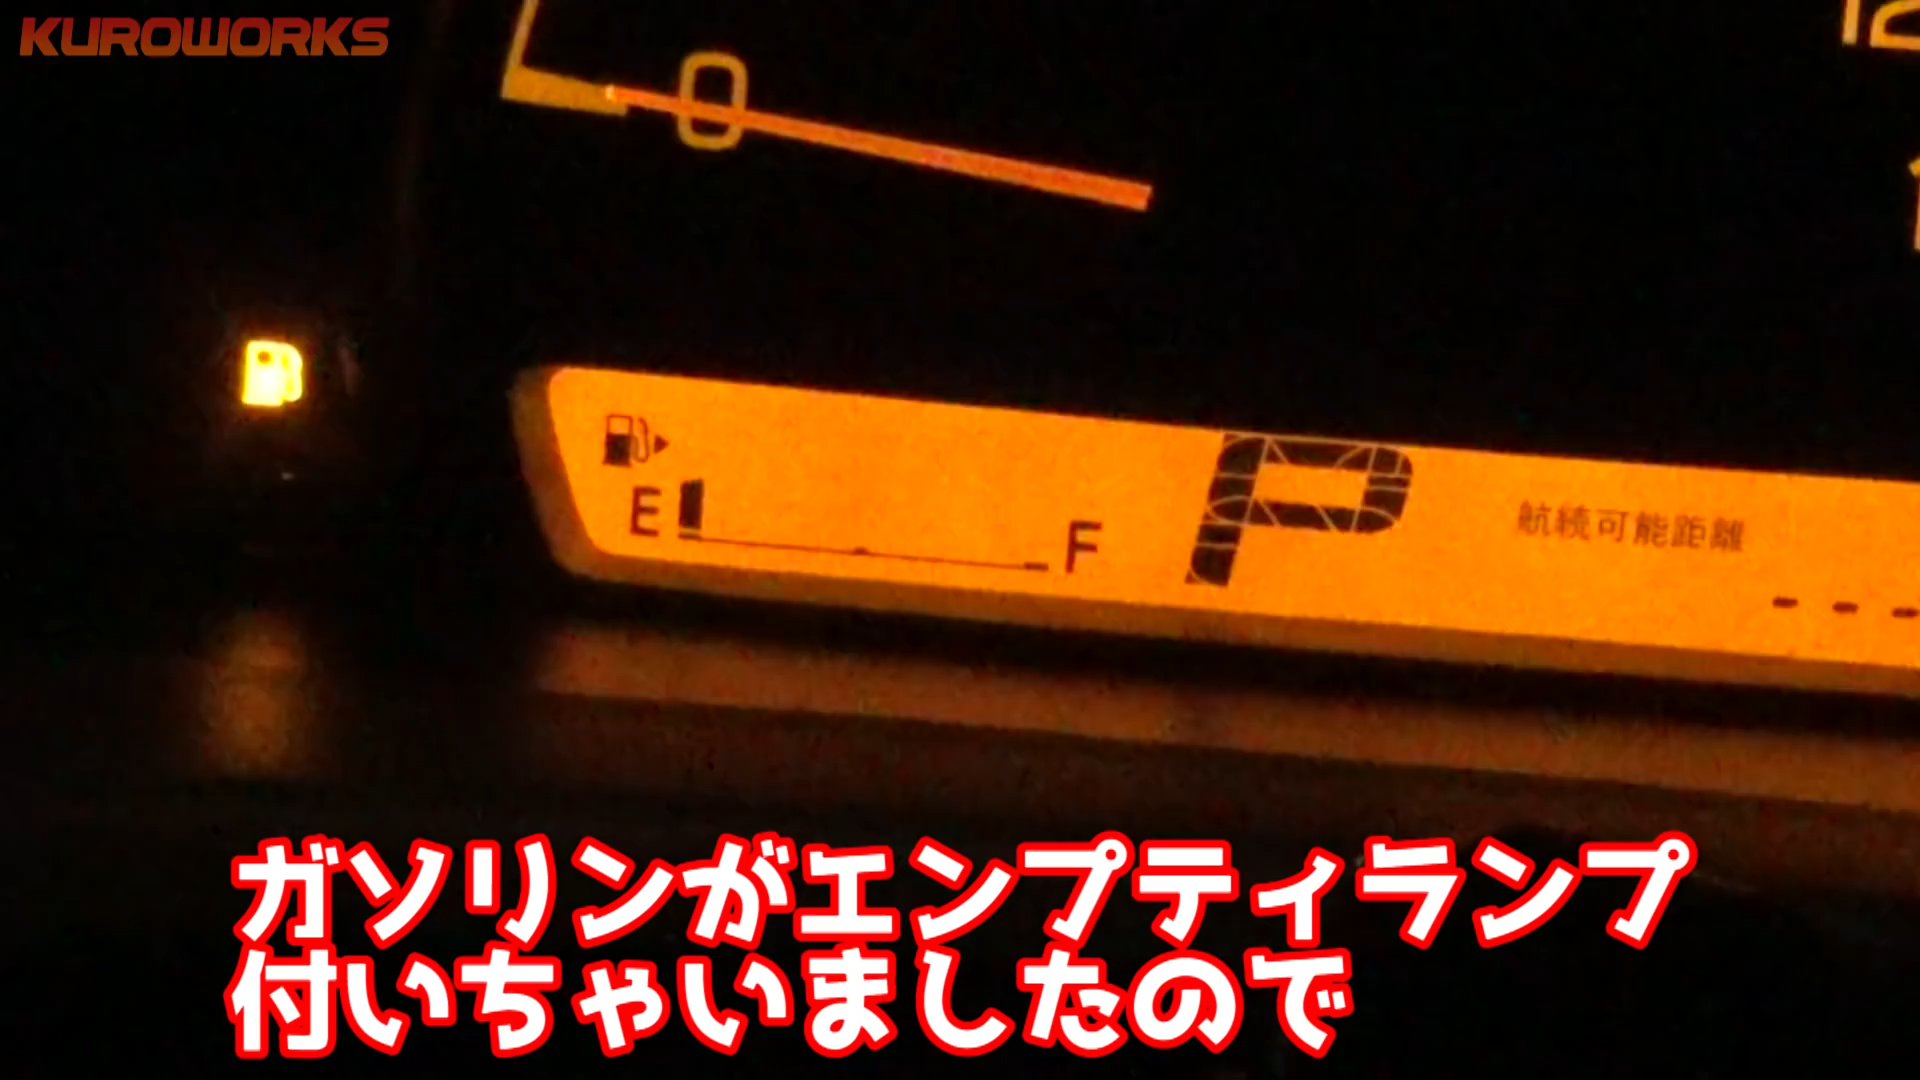 KUROWORKS
0
E
F
P
航続可能距離
---
ガソリンがエンプティランプ
付いちゃいましたので